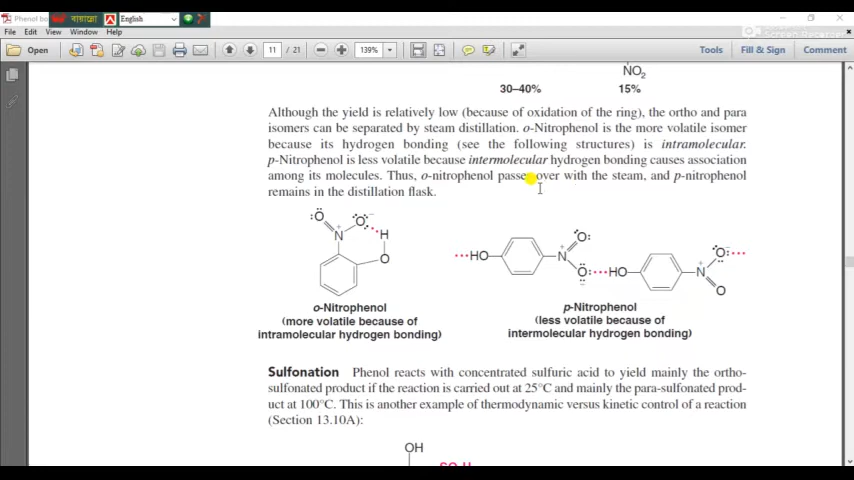 Phenol bo
বায়ান্নো
English
File Edit View Window Help
Open 11 / 21 139% Tools Fill & Sign Comment
NO2
30–40% 15%
Although the yield is relatively low (because of oxidation of the ring), the ortho and para
isomers can be separated by steam distillation. o-Nitrophenol is the more volatile isomer
because its hydrogen bonding (see the following structures) is intramolecular.
p-Nitrophenol is less volatile because intermolecular hydrogen bonding causes association
among its molecules. Thus, o-nitrophenol passes over with the steam, and p-nitrophenol
remains in the distillation flask.
O O− H
N+
O
HO N+ O O− HO N+ O− O
o-Nitrophenol
(more volatile because of
intramolecular hydrogen bonding)
p-Nitrophenol
(less volatile because of
intermolecular hydrogen bonding)
Sulfonation Phenol reacts with concentrated sulfuric acid to yield mainly the ortho-
sulfonated product if the reaction is carried out at 25°C and mainly the para-sulfonated prod-
uct at 100°C. This is another example of thermodynamic versus kinetic control of a reaction
(Section 13.10A):
OH
SO3H